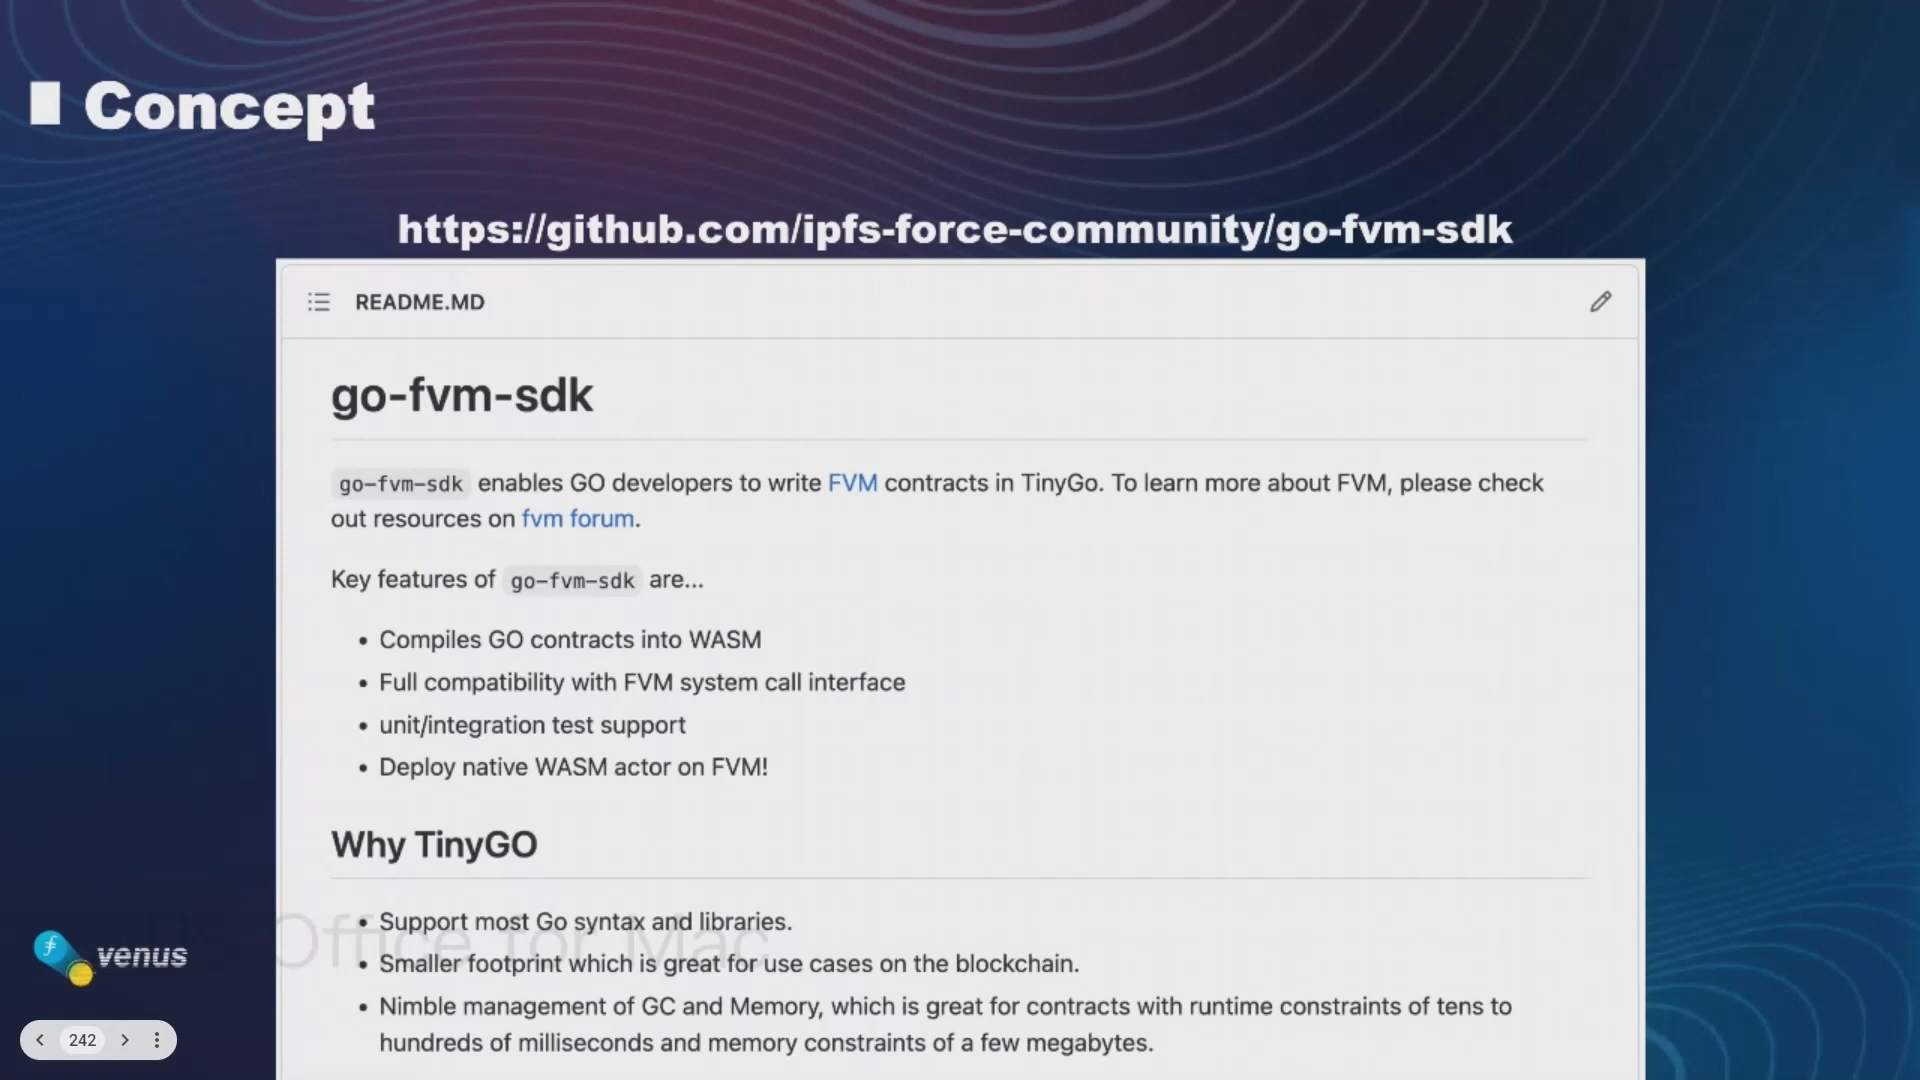 Concept
https://github.com/ipfs-force-community/go-fvm-sdk
README.MD
go-fvm-sdk
go-fvm-sdk enables GO developers to write FVM contracts in TinyGo. To learn more about FVM, please check
out resources on fvm forum.
Key features of go-fvm-sdk are...
• Compiles GO contracts into WASM
• Full compatibility with FVM system call interface
• unit/integration test support
• Deploy native WASM actor on FVM!
Why TinyGO
• Support most Go syntax and libraries.
• Smaller footprint which is great for use cases on the blockchain.
• Nimble management of GC and Memory, which is great for contracts with runtime constraints of tens to
hundreds of milliseconds and memory constraints of a few megabytes.
Office for Mac
venus
242